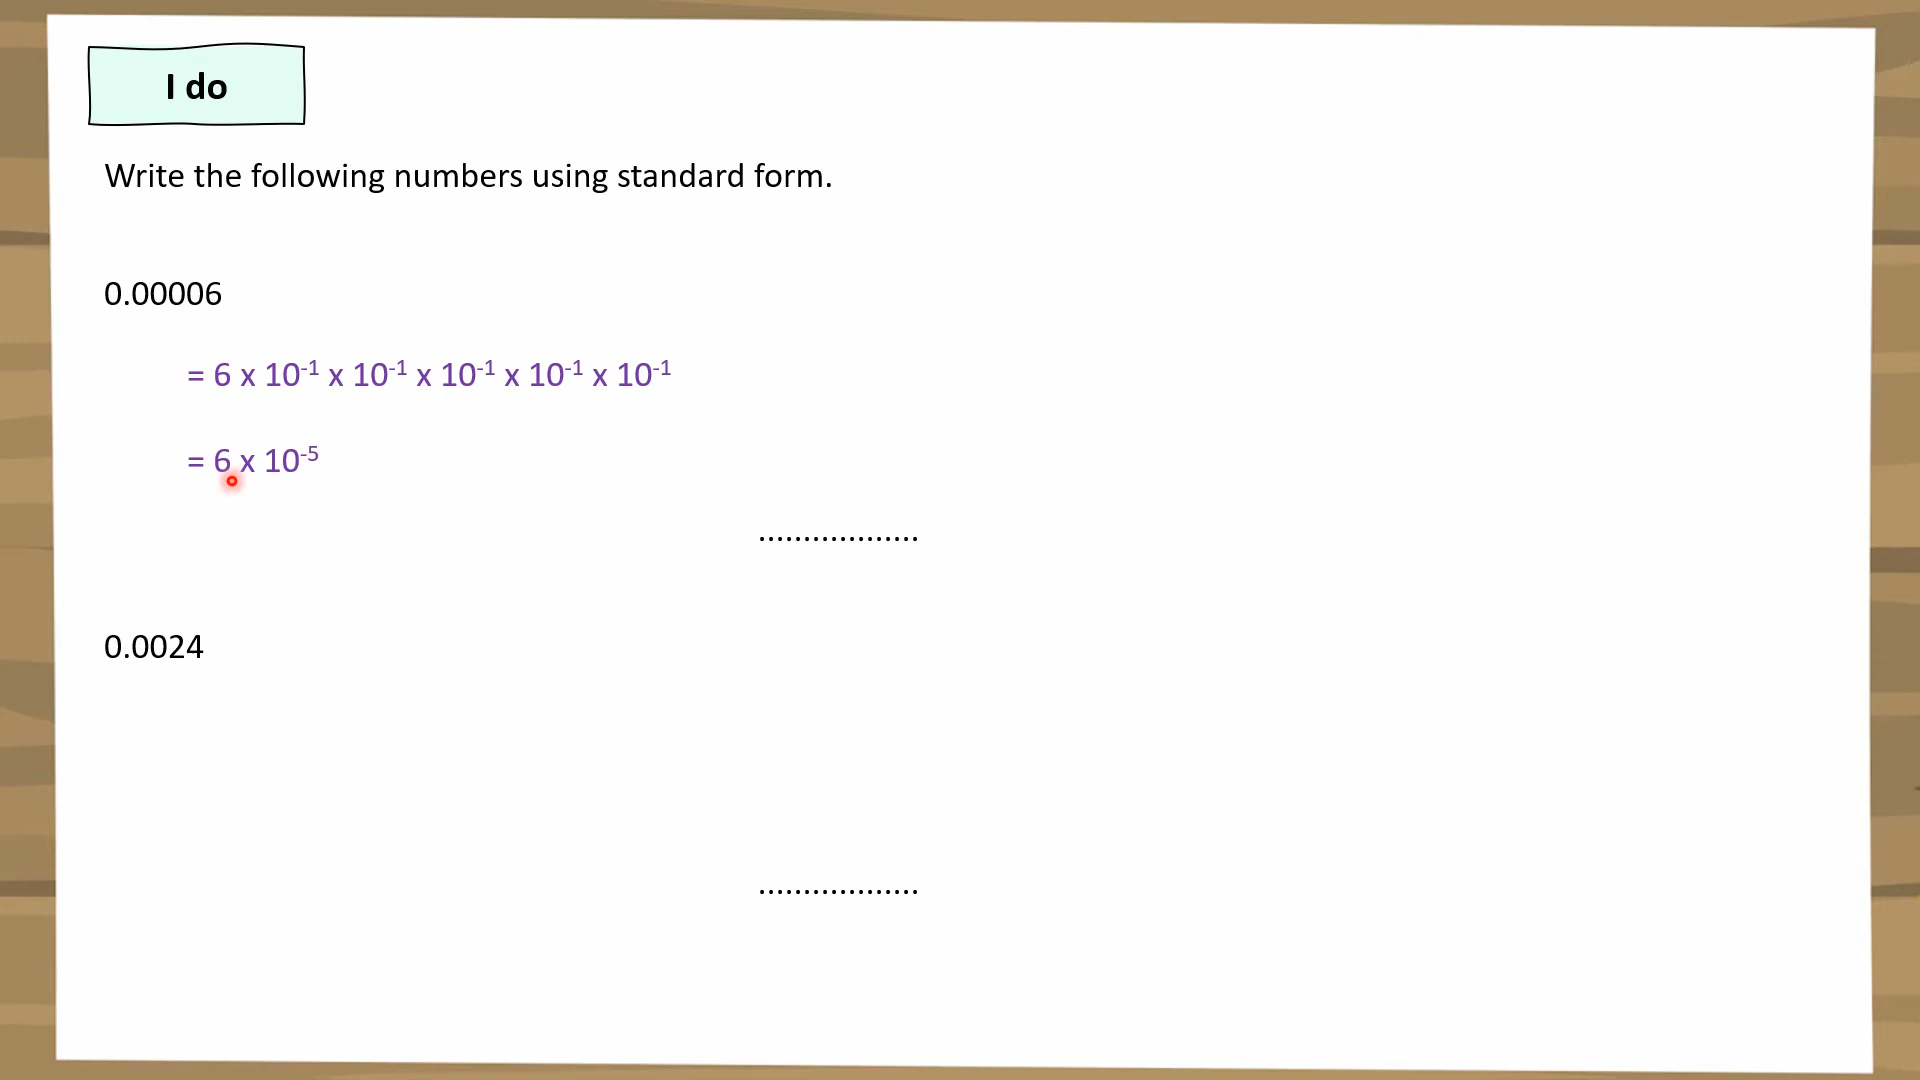 I do
Write the following numbers using standard form.
0.00006
= 6 x 10⁻¹ x 10⁻¹ x 10⁻¹ x 10⁻¹ x 10⁻¹
= 6 x 10⁻⁵
..................
0.0024
..................